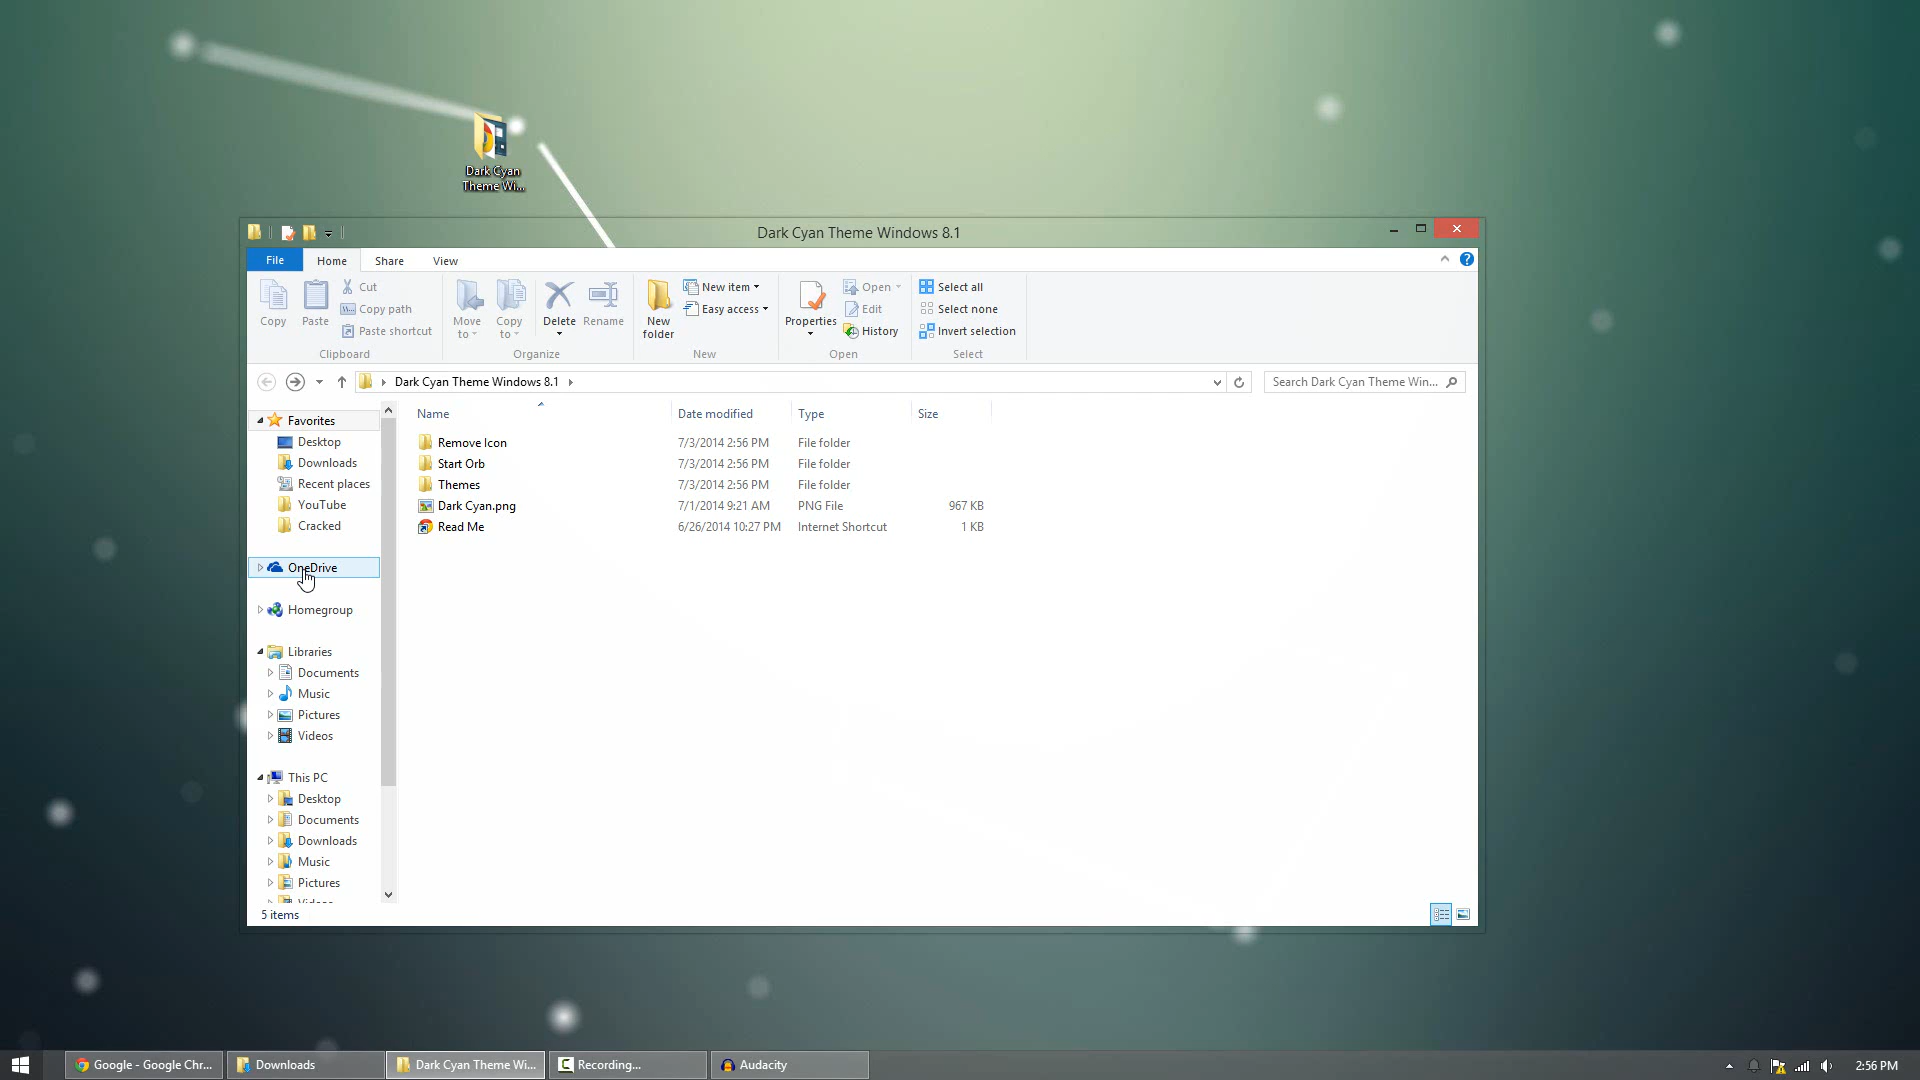 Dark Cyan
Theme Wi...
Dark Cyan Theme Windows 8.1
File
Home
Share
View
Copy
Paste
Cut
Copy path
Paste shortcut
Clipboard
Move
to
Copy
to
Delete
Rename
Organize
New
folder
New item
Easy access
New
Properties
Open
Edit
History
Open
Select all
Select none
Invert selection
Select
Dark Cyan Theme Windows 8.1
Search Dark Cyan Theme Win...
Favorites
Desktop
Downloads
Recent places
YouTube
Cracked
OneDrive
Homegroup
Libraries
Documents
Music
Pictures
Videos
This PC
Desktop
Documents
Downloads
Music
Pictures
Videos
Name Date modified Type Size
Remove Icon 7/3/2014 2:56 PM File folder
Start Orb 7/3/2014 2:56 PM File folder
Themes 7/3/2014 2:56 PM File folder
Dark Cyan.png 7/1/2014 9:21 AM PNG File 967 KB
Read Me 6/26/2014 10:27 PM Internet Shortcut 1 KB
5 items
Google - Google Chr...
Downloads
Dark Cyan Theme Wi...
Recording...
Audacity
2:56 PM